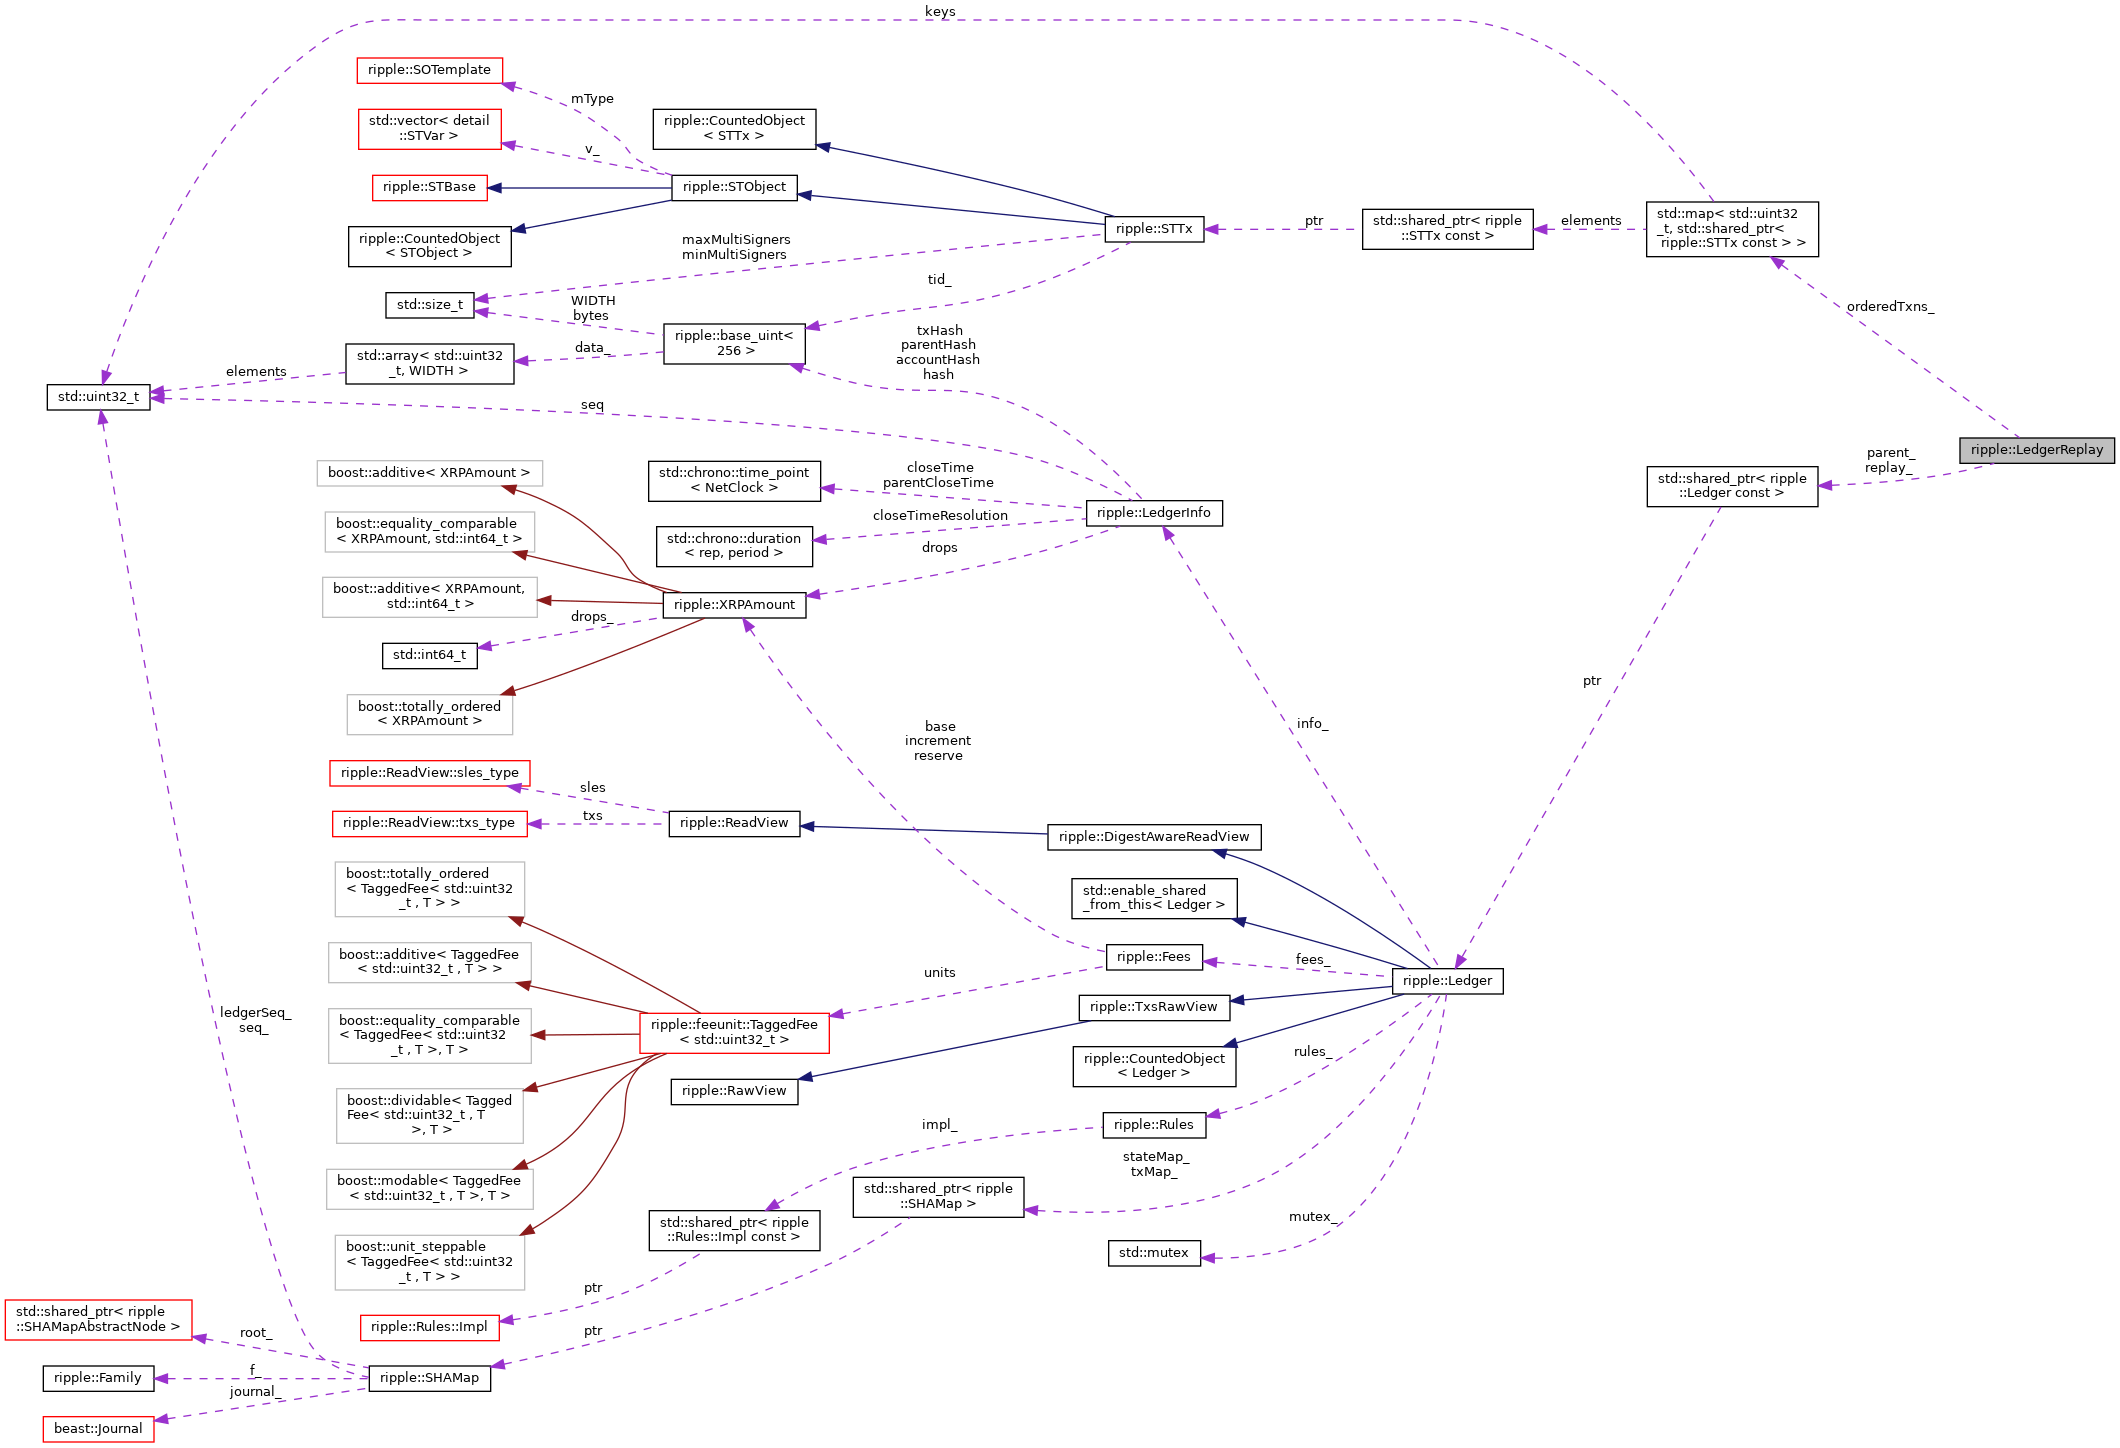 keys
ripple::SOTemplate
mType
std::vector< detail
::STVar >
ripple::CountedObject
< STTx >
v_
ripple::STBase
ripple::STObject
ripple::CountedObject
< STObject >
maxMultiSigners
minMultiSigners
ripple::STTx
ptr
std::shared_ptr< ripple
::STTx const >
elements
std::map< std::uint32
_t, std::shared_ptr<
ripple::STTx const > >
tid_
std::size_t
WIDTH
bytes
orderedTxns_
ripple::base_uint<
256 >
txHash
parentHash
accountHash
hash
data_
std::array< std::uint32
_t, WIDTH >
elements
std::uint32_t
seq
ripple::LedgerReplay
parent_
replay_
std::shared_ptr< ripple
::Ledger const >
boost::additive< XRPAmount >
std::chrono::time_point
< NetClock >
closeTime
parentCloseTime
ripple::LedgerInfo
boost::equality_comparable
< XRPAmount, std::int64_t >
closeTimeResolution
std::chrono::duration
< rep, period >
drops
boost::additive< XRPAmount,
std::int64_t >
ripple::XRPAmount
drops_
std::int64_t
ptr
boost::totally_ordered
< XRPAmount >
info_
base
increment
reserve
ripple::ReadView::sles_type
sles
txs
ripple::ReadView::txs_type
ripple::ReadView
ripple::DigestAwareReadView
boost::totally_ordered
< TaggedFee< std::uint32
_t , T > >
std::enable_shared
_from_this< Ledger >
boost::additive< TaggedFee
< std::uint32_t , T > >
ripple::Fees
fees_
units
ripple::Ledger
ripple::TxsRawView
ledgerSeq_
seq_
boost::equality_comparable
< TaggedFee< std::uint32
_t , T >, T >
ripple::feeunit::TaggedFee
< std::uint32_t >
rules_
ripple::CountedObject
< Ledger >
boost::dividable< Tagged
Fee< std::uint32_t , T
>, T >
ripple::RawView
impl_
ripple::Rules
stateMap_
txMap_
boost::modable< TaggedFee
< std::uint32_t , T >, T >
std::shared_ptr< ripple
::SHAMap >
std::shared_ptr< ripple
::Rules::Impl const >
mutex_
std::mutex
boost::unit_steppable
< TaggedFee< std::uint32
_t , T > >
ptr
std::shared_ptr< ripple
::SHAMapAbstractNode >
root_
ripple::Rules::Impl
ptr
f_
ripple::Family
ripple::SHAMap
journal_
beast::Journal